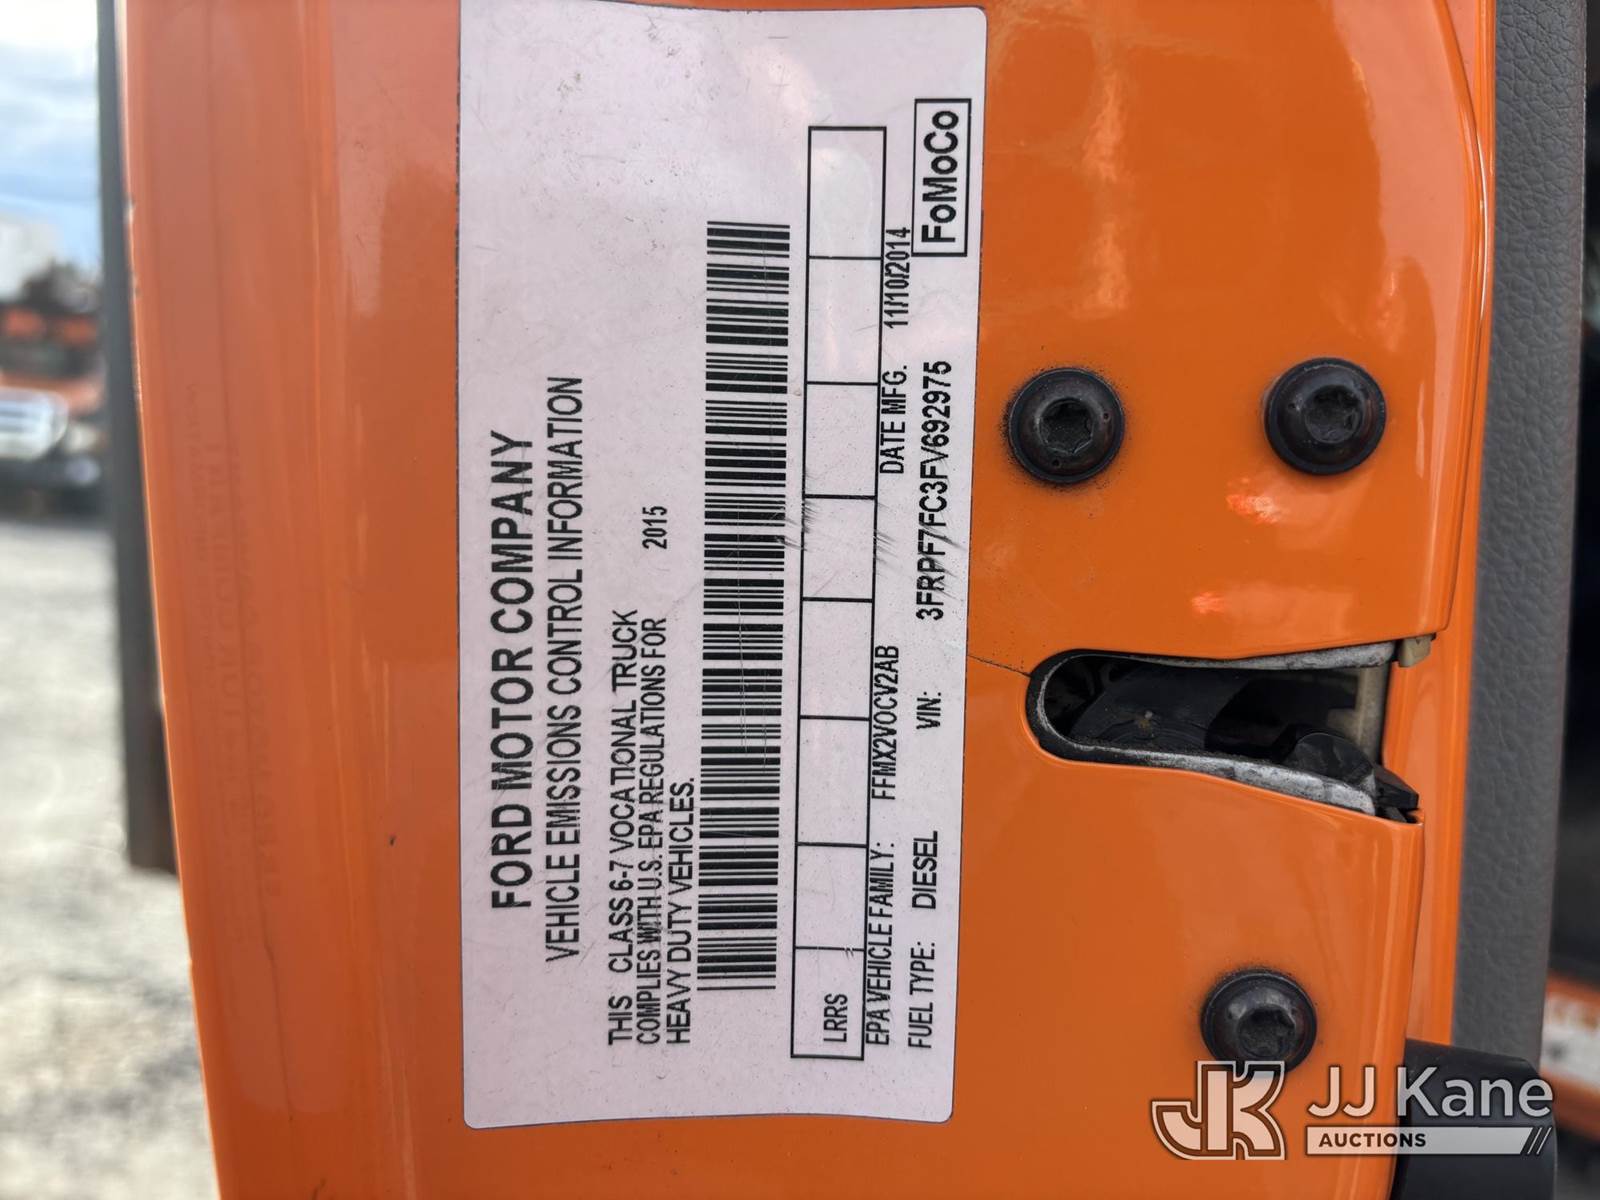 FORD MOTOR COMPANY
VEHICLE EMISSIONS CONTROL INFORMATION
THIS CLASS 6-7 VOCATIONAL TRUCK
COMPLIES WITH U.S. EPA REGULATIONS FOR 2015
HEAVY DUTY VEHICLES.
LRRS
EPA VEHICLE FAMILY: FFMX2VOCV2AB DATE MFG. 11/10/2014
FUEL TYPE: DIESEL VIN: 3FRPF7FC3FV692975
FoMoCo
JK JJ Kane
AUCTIONS